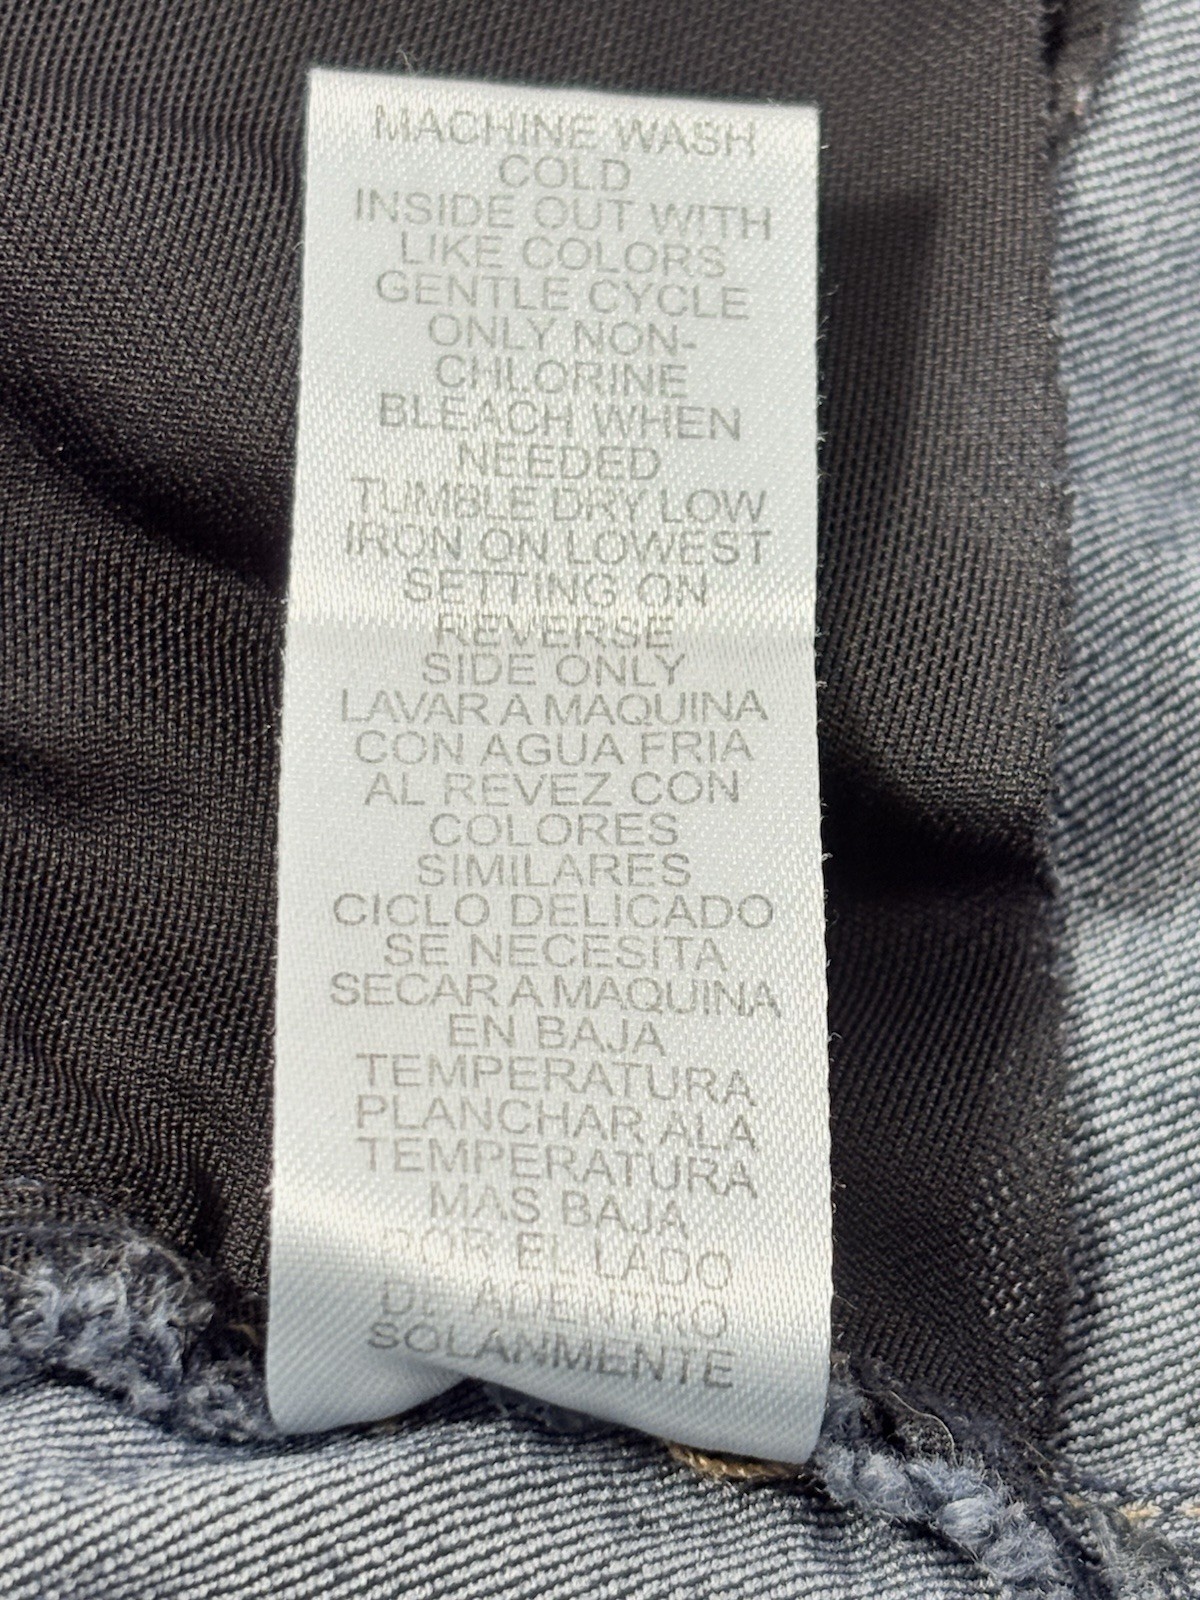 MACHINE WASH
COLD
INSIDE OUT WITH
LIKE COLORS
GENTLE CYCLE
ONLY NON-
CHLORINE
BLEACH WHEN
NEEDED
TUMBLE DRY LOW
IRON ON LOWEST
SETTING ON
REVERSE
SIDE ONLY
LAVAR A MAQUINA
CON AGUA FRIA
AL REVEZ CON
COLORES
SIMILARES
CICLO DELICADO
SE NECESITA
SECAR A MAQUINA
EN BAJA
TEMPERATURA
PLANCHAR ALA
TEMPERATURA
MAS BAJA
POR EL LADO
DE ADENTRO
SOLANMENTE